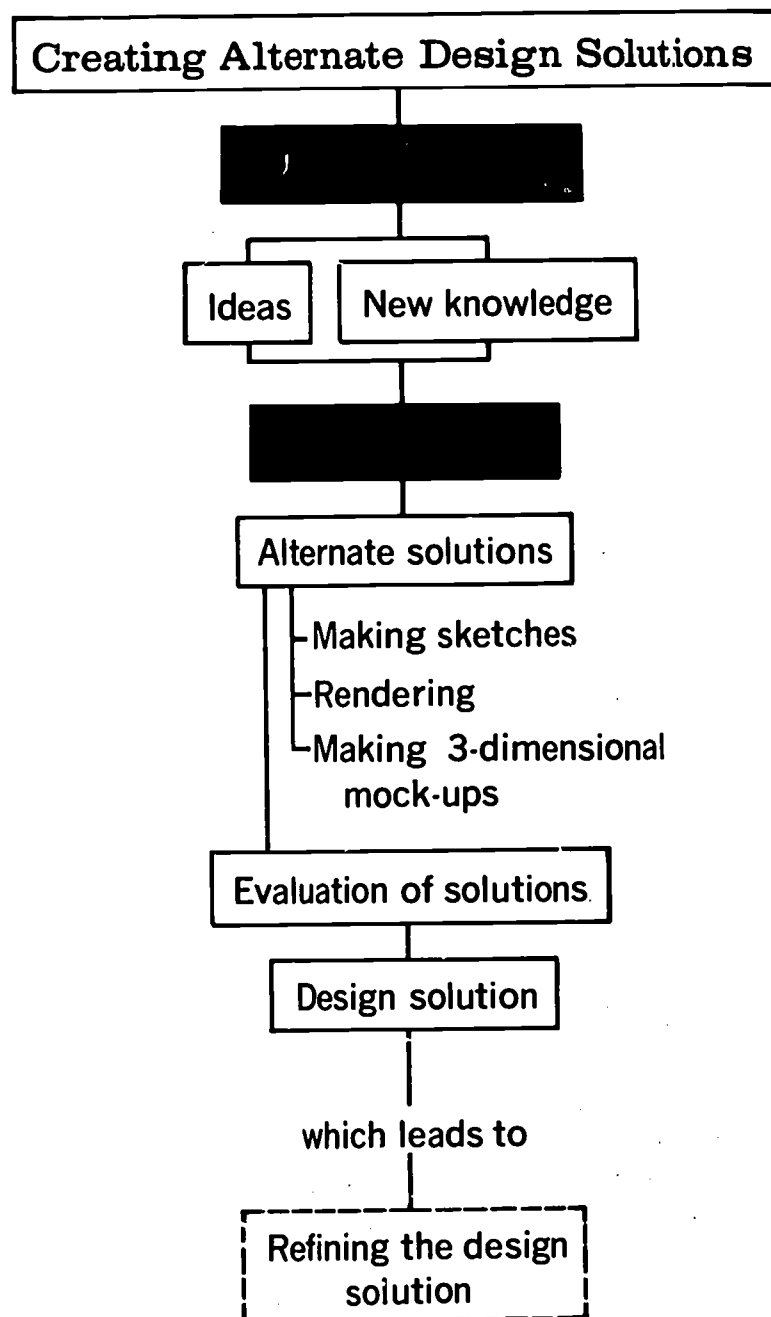 Creating Alternate Design Solutions
Ideas
New knowledge
Alternate solutions
Making sketches
Rendering
Making 3-dimensional
mock-ups
Evaluation of solutions
Design solution
which leads to
Refining the design
solution